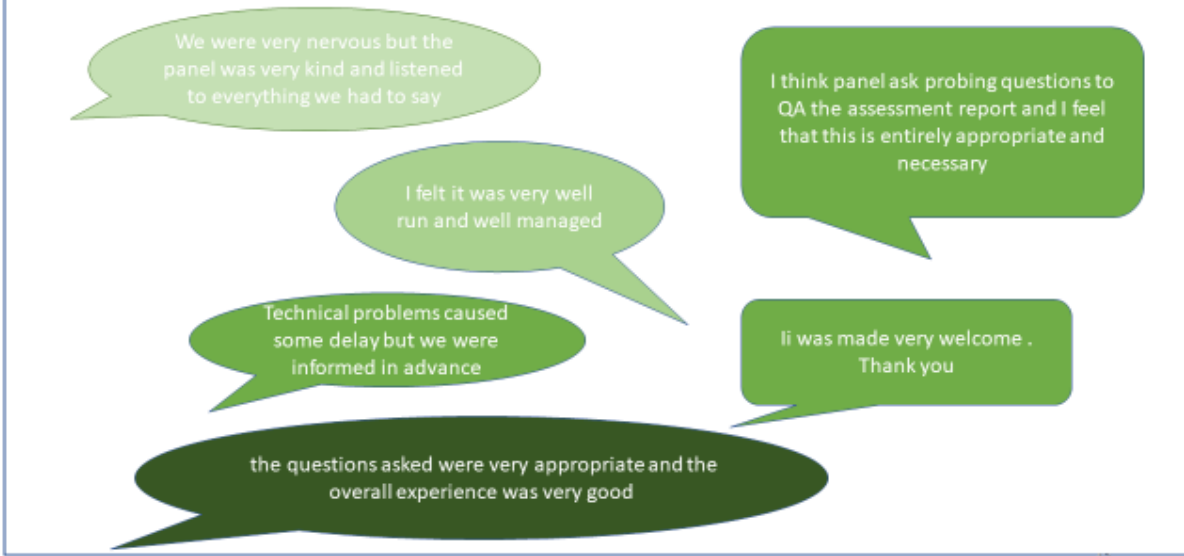 We were very nervous but the
panel was very kind and listened
to everything we had to say
I think panel ask probing questions to
QA the assessment report and I feel
that this is entirely appropriate and
necessary
I felt it was very well
run and well managed
Technical problems caused
some delay but we were
informed in advance
Ii was made very welcome .
Thank you
the questions asked were very appropriate and the
overall experience was very good